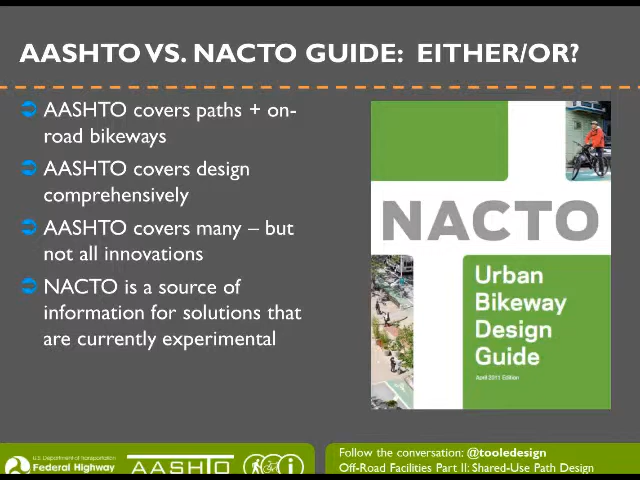 AASHTO VS. NACTO GUIDE: EITHER/OR?
AASHTO covers paths + on-
road bikeways
AASHTO covers design
comprehensively
AASHTO covers many – but
not all innovations
NACTO is a source of
information for solutions that
are currently experimental
NACTO
Urban
Bikeway
Design
Guide
April 2011 Edition
U.S. Department of Transportation
Federal Highway
AASHTO
Follow the conversation: @tooledesign
Off-Road Facilities Part II: Shared-Use Path Design